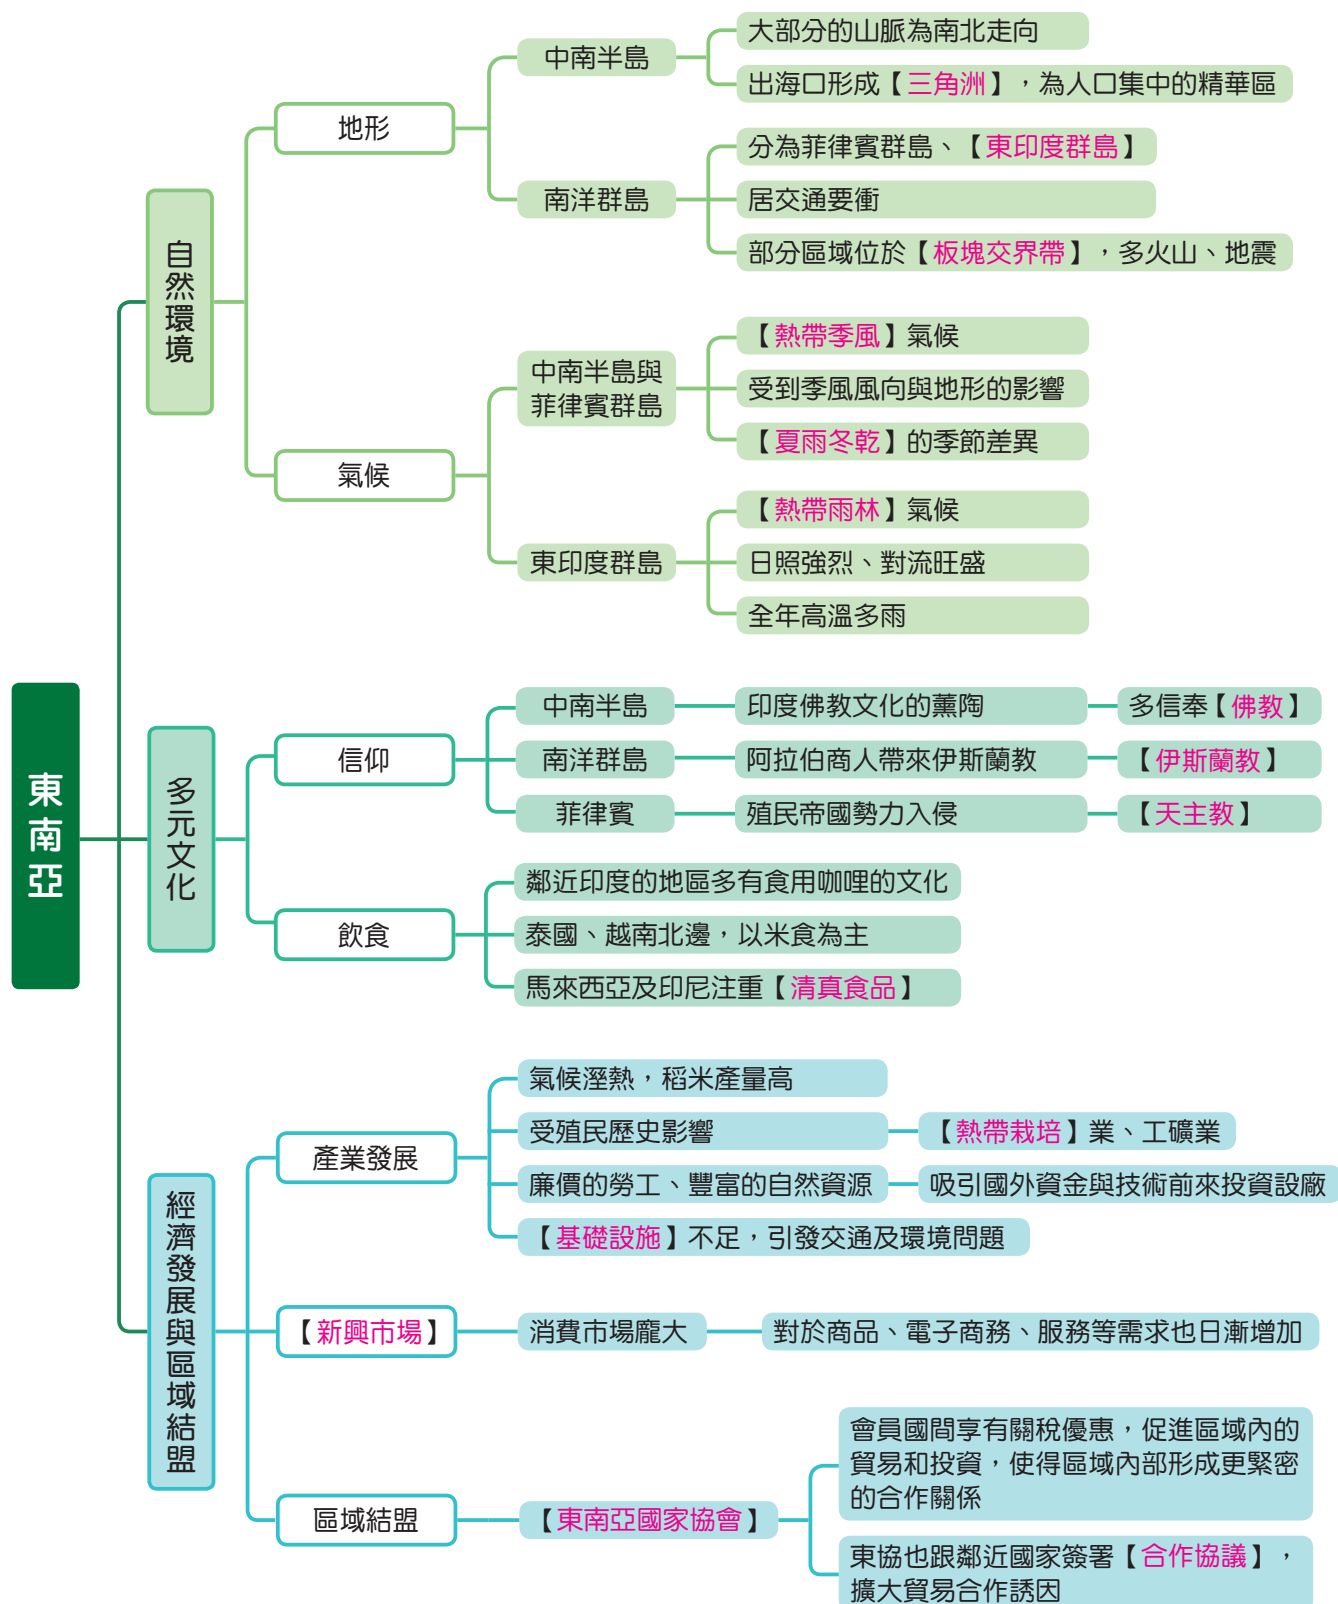 東南亞
自然環境
地形
中南半島
大部分的山脈為南北走向
出海口形成【三角洲】，為人口集中的精華區
南洋群島
分為菲律賓群島、【東印度群島】
居交通要衝
部分區域位於【板塊交界帶】，多火山、地震
氣候
中南半島與
菲律賓群島
【熱帶季風】氣候
受到季風風向與地形的影響
【夏雨冬乾】的季節差異
東印度群島
【熱帶雨林】氣候
日照強烈、對流旺盛
全年高溫多雨
多元文化
信仰
中南半島
印度佛教文化的薰陶
多信奉【佛教】
南洋群島
阿拉伯商人帶來伊斯蘭教
【伊斯蘭教】
菲律賓
殖民帝國勢力入侵
【天主教】
飲食
鄰近印度的地區多有食用咖哩的文化
泰國、越南北邊，以米食為主
馬來西亞及印尼注重【清真食品】
經濟發展與區域結盟
產業發展
氣候溼熱，稻米產量高
受殖民歷史影響
【熱帶栽培】業、工礦業
廉價的勞工、豐富的自然資源
吸引國外資金與技術前來投資設廠
【基礎設施】不足，引發交通及環境問題
【新興市場】
消費市場龐大
對於商品、電子商務、服務等需求也日漸增加
區域結盟
【東南亞國家協會】
會員國間享有關稅優惠，促進區域內的
貿易和投資，使得區域內部形成更緊密
的合作關係
東協也跟鄰近國家簽署【合作協議】，
擴大貿易合作誘因